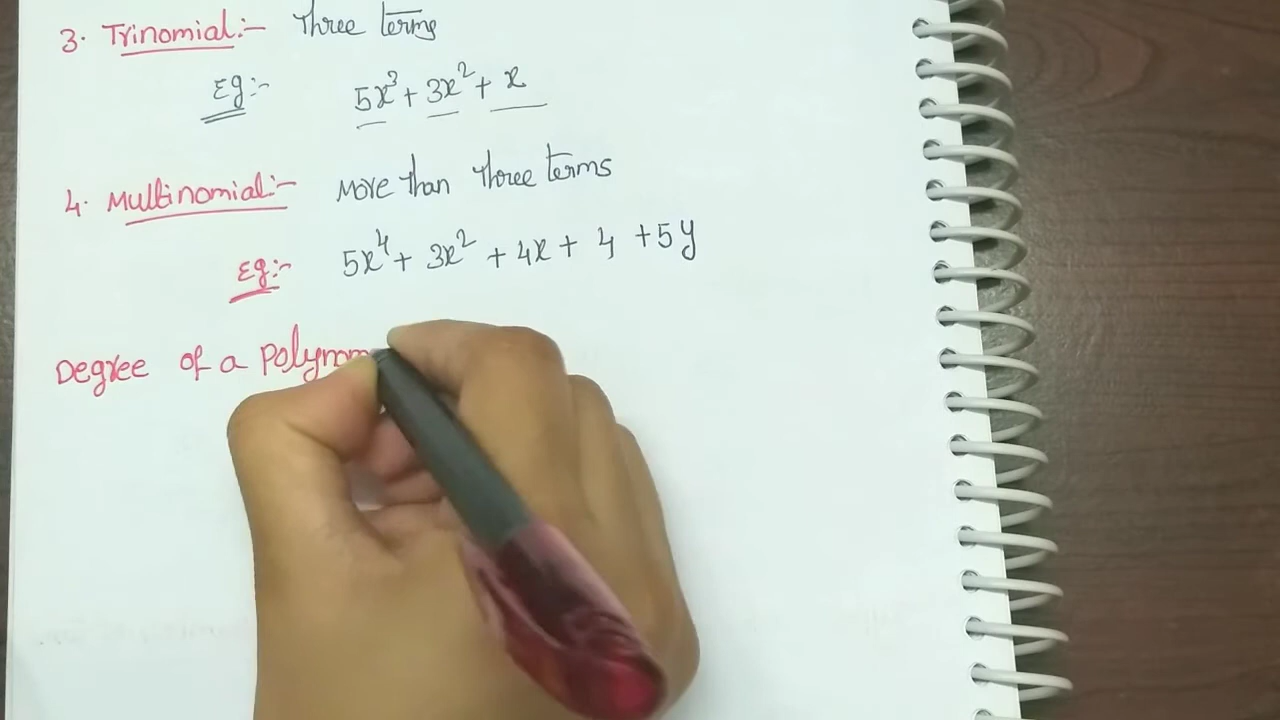 3. Trinomial:- Three terms
Eg:- 5x³ + 3x² + x
4. Multinomial:- More than three terms
Eg:- 5x⁴ + 3x² + 4x + 4 + 5y
Degree of a Polynom